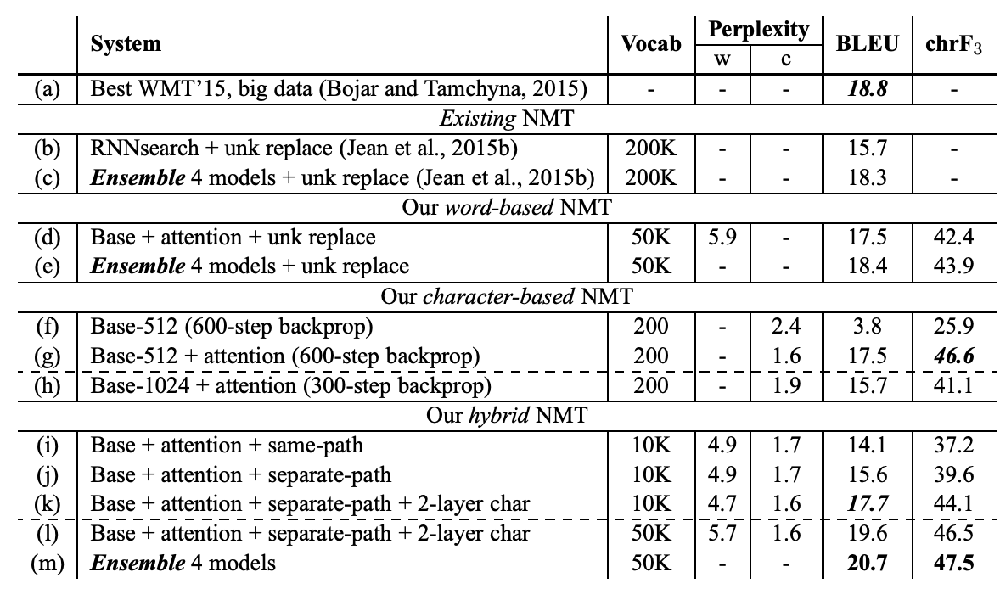 System Vocab Perplexity BLEU chrF3
w c
(a) Best WMT'15, big data (Bojar and Tamchyna, 2015) - - - 18.8 -
Existing NMT
(b) RNNsearch + unk replace (Jean et al., 2015b) 200K - - 15.7 -
(c) Ensemble 4 models + unk replace (Jean et al., 2015b) 200K - - 18.3 -
Our word-based NMT
(d) Base + attention + unk replace 50K 5.9 - 17.5 42.4
(e) Ensemble 4 models + unk replace 50K - - 18.4 43.9
Our character-based NMT
(f) Base-512 (600-step backprop) 200 - 2.4 3.8 25.9
(g) Base-512 + attention (600-step backprop) 200 - 1.6 17.5 46.6
(h) Base-1024 + attention (300-step backprop) 200 - 1.9 15.7 41.1
Our hybrid NMT
(i) Base + attention + same-path 10K 4.9 1.7 14.1 37.2
(j) Base + attention + separate-path 10K 4.9 1.7 15.6 39.6
(k) Base + attention + separate-path + 2-layer char 10K 4.7 1.6 17.7 44.1
(l) Base + attention + separate-path + 2-layer char 50K 5.7 1.6 19.6 46.5
(m) Ensemble 4 models 50K - - 20.7 47.5